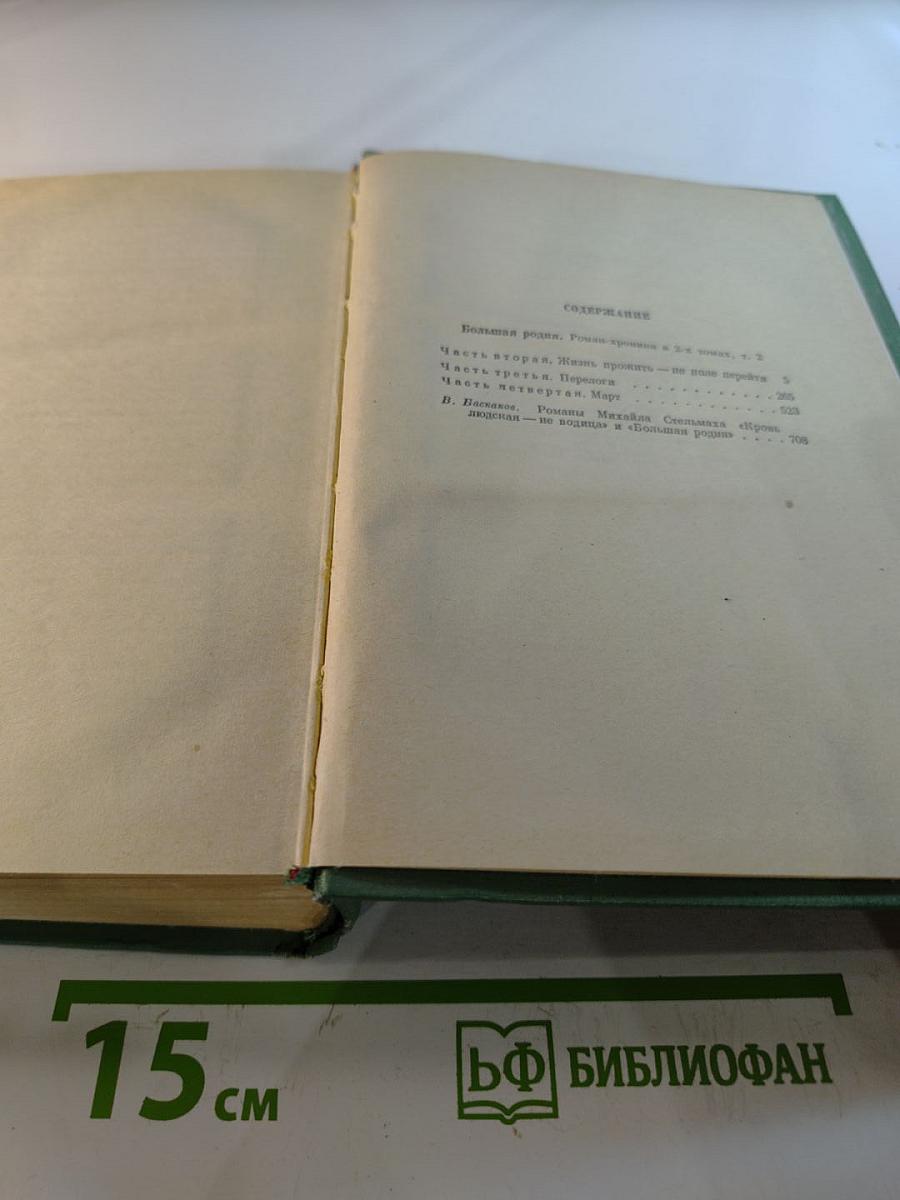 СОДЕРЖАНИЕ
Большая родня. Роман-хроника в 2-х томах, т. 2
Часть вторая. Жизнь прожить — не поле перейти 5
Часть третья. Перелоги . . . . . . . . . . . 265
Часть четвертая. Март . . . . . . . . . . . . 523
В. Баскаков. Романы Михайла Стельмаха «Кровь
людская — не водица» и «Большая родня» . . . . 708
15 см
ЬФ БИБЛИОФАН